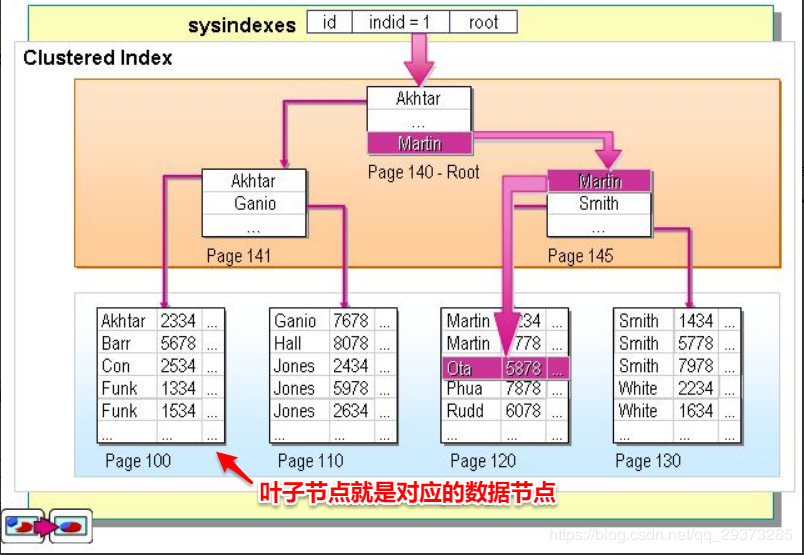 sysindexes id indid = 1 root
Clustered Index
Akhtar
...
Martin
Page 140 - Root
Akhtar
Ganio
...
Page 141
Martin
Smith
...
Page 145
Akhtar 2334 ...
Barr 5678 ...
Con 2534 ...
Funk 1334 ...
Funk 1534 ...
... ... ...
Page 100
Ganio 7678 ...
Hall 8078 ...
Jones 2434 ...
Jones 5978 ...
Jones 2634 ...
... ... ...
Page 110
Martin 234 ...
Martin 778 ...
Ota 5878 ...
Phua 7878 ...
Rudd 6078 ...
... ... ...
Page 120
Smith 1434 ...
Smith 5778 ...
Smith 7978 ...
White 2234 ...
White 1634 ...
... ... ...
Page 130
叶子节点就是对应的数据节点
https://blog.csdn.net/qq_29373285